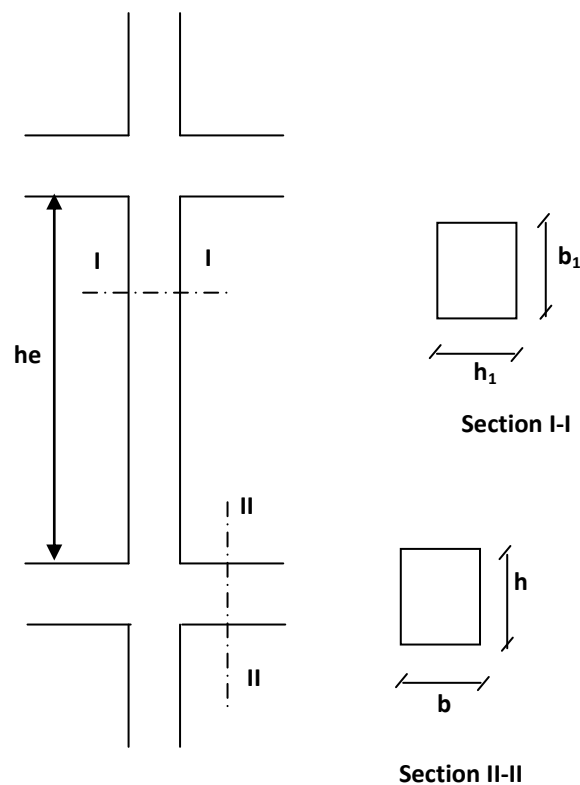 I I
b₁
he
h₁
Section I-I
II
h
II
b
Section II-II